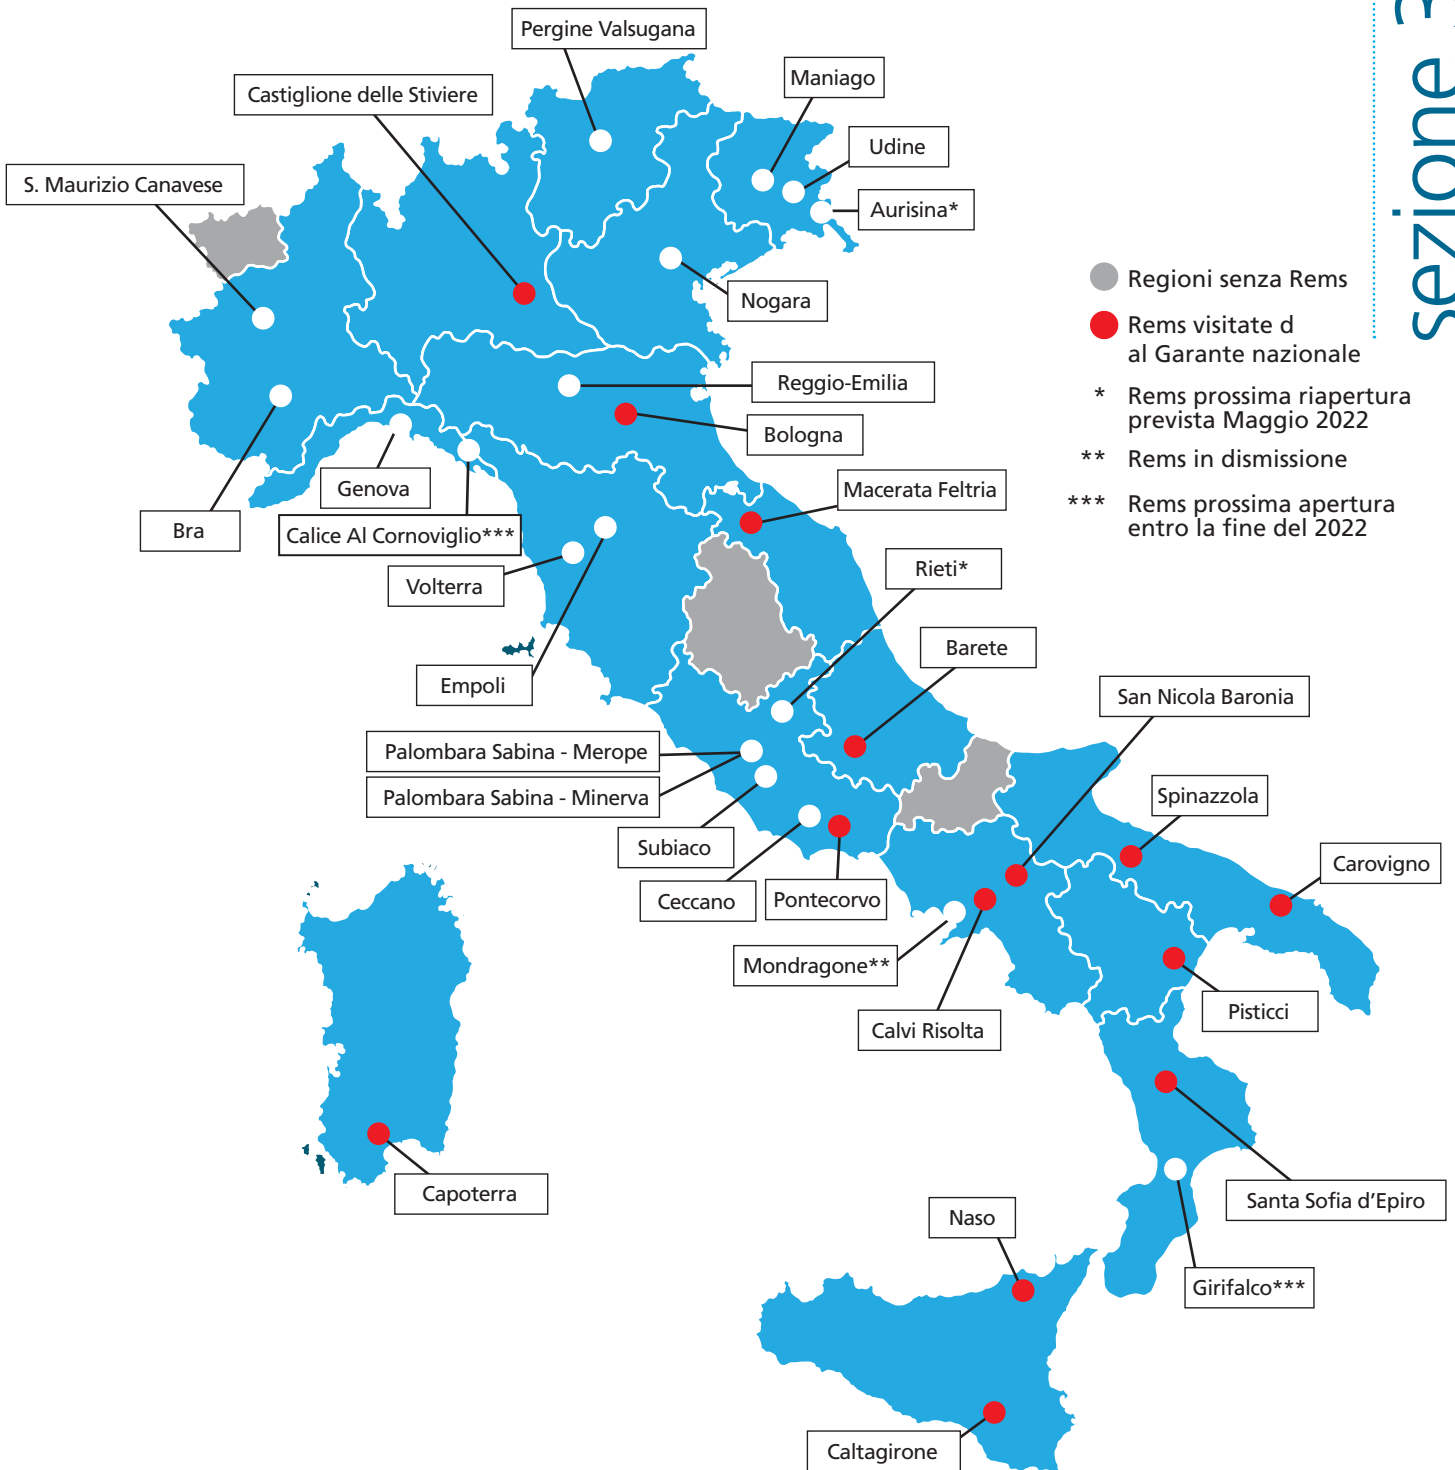 sezione 3
Pergine Valsugana
Castiglione delle Stiviere
Maniago
Udine
S. Maurizio Canavese
Aurisina*
Nogara
Regioni senza Rems
Rems visitate d
al Garante nazionale
* Rems prossima riapertura
prevista Maggio 2022
** Rems in dismissione
*** Rems prossima apertura
entro la fine del 2022
Reggio-Emilia
Bologna
Genova
Macerata Feltria
Bra
Calice Al Cornoviglio***
Volterra
Rieti*
Barete
Empoli
San Nicola Baronia
Palombara Sabina - Merope
Palombara Sabina - Minerva
Spinazzola
Subiaco
Carovigno
Ceccano
Pontecorvo
Mondragone**
Pisticci
Calvi Risolta
Capoterra
Santa Sofia d'Epiro
Naso
Girifalco***
Caltagirone